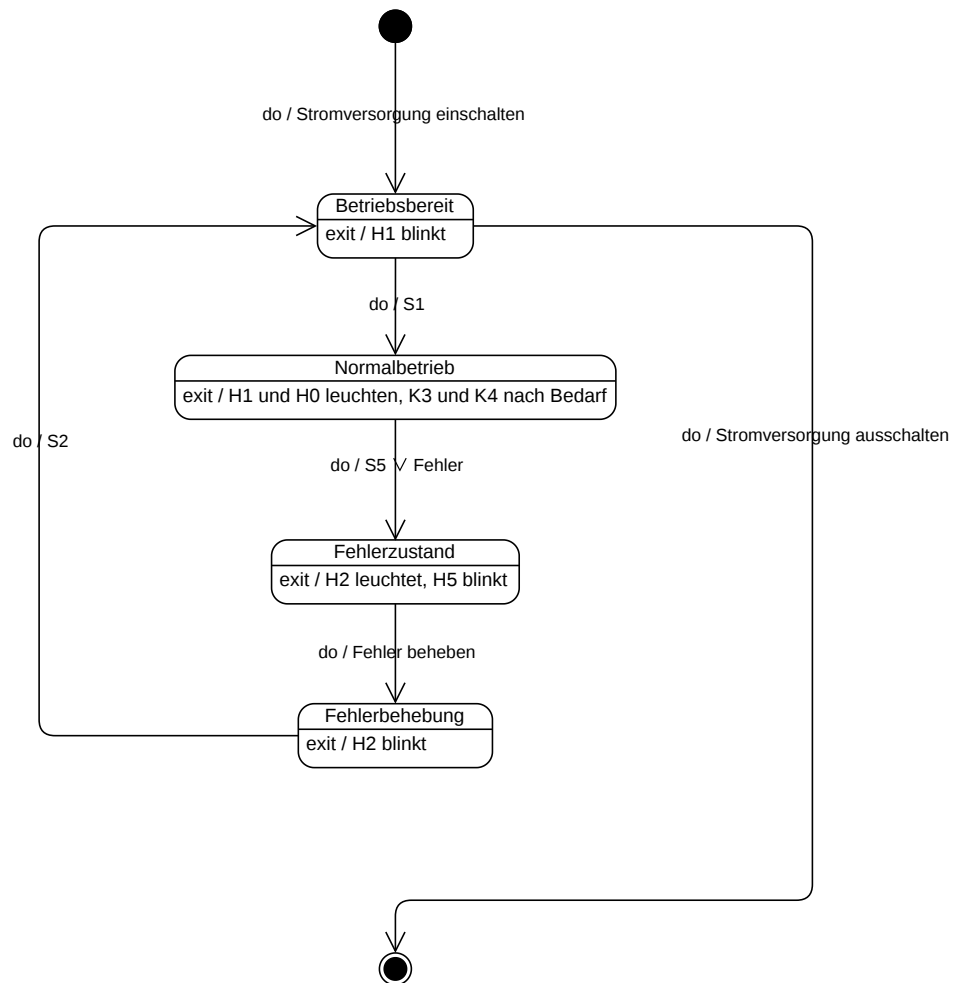 do / Stromversorgung einschalten
Betriebsbereit
exit / H1 blinkt
do / S1
Normalbetrieb
exit / H1 und H0 leuchten, K3 und K4 nach Bedarf
do / S2
do / Stromversorgung ausschalten
do / S5 ∨ Fehler
Fehlerzustand
exit / H2 leuchtet, H5 blinkt
do / Fehler beheben
Fehlerbehebung
exit / H2 blinkt